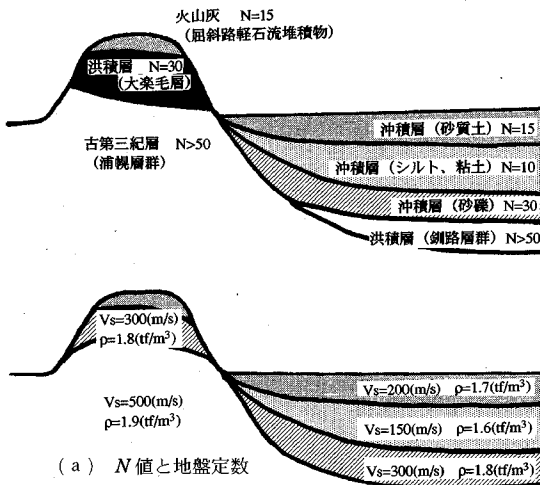 火山灰 N=15
(屈斜路軽石流堆積物)
洪積層 N=30
(大楽毛層)
古第三紀層 N>50
(浦幌層群)
沖積層(砂質土)N=15
沖積層(シルト、粘土)N=10
沖積層(砂礫)N=30
洪積層(釧路層群)N>50
Vs=300(m/s)
ρ=1.8(tf/m³)
Vs=500(m/s)
ρ=1.9(tf/m³)
Vs=200(m/s) ρ=1.7(tf/m³)
Vs=150(m/s) ρ=1.6(tf/m³)
Vs=300(m/s) ρ=1.8(tf/m³)
(a) N値と地盤定数